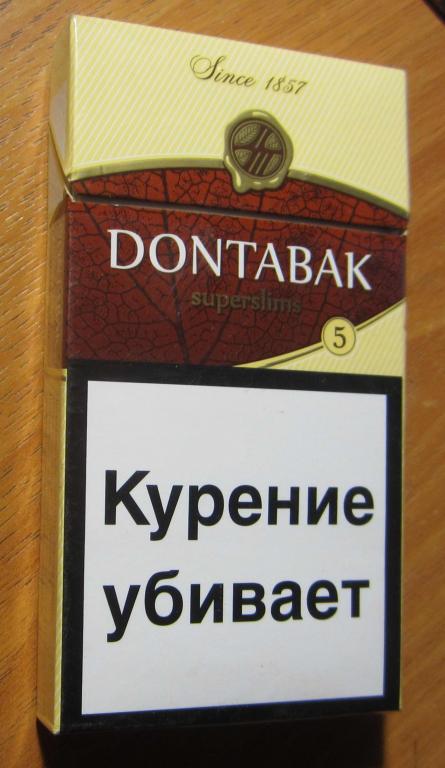 Since 1857
DONTABAK
superslims
5
Курение
убивает